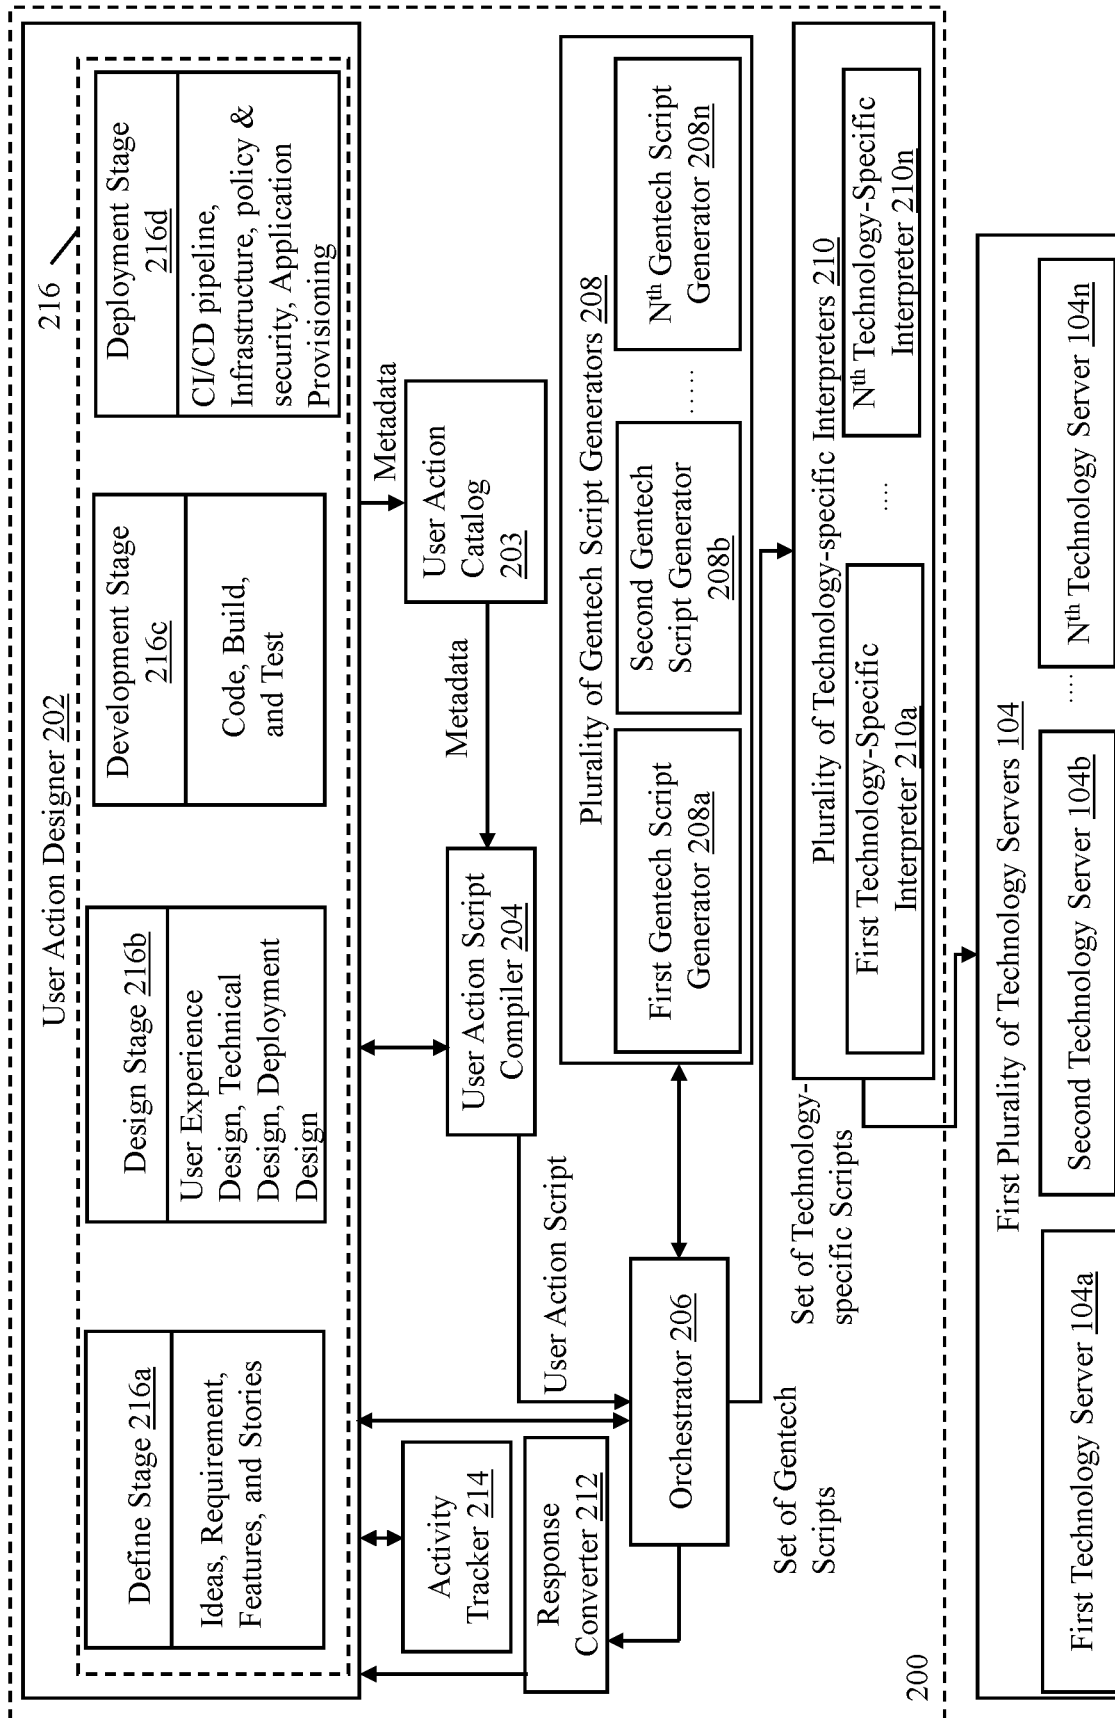 User Action Designer 202
216
Define Stage 216a
Ideas, Requirement,
Features, and Stories
Design Stage 216b
User Experience
Design, Technical
Design, Deployment
Design
Development Stage
216c
Code, Build,
and Test
Deployment Stage
216d
CI/CD pipeline,
Infrastructure, policy &
security, Application
Provisioning
Metadata
Activity
Tracker 214
User Action
Catalog
203
Metadata
User Action Script
Compiler 204
Response
Converter 212
User Action Script
Orchestrator 206
Plurality of Gentech Script Generators 208
First Gentech Script
Generator 208a
Second Gentech
Script Generator
208b
.....
Nth Gentech Script
Generator 208n
Set of Gentech
Scripts
Set of Technology-
specific Scripts
Plurality of Technology-specific Interpreters 210
First Technology-Specific
Interpreter 210a
....
Nth Technology-Specific
Interpreter 210n
200
First Plurality of Technology Servers 104
First Technology Server 104a
Second Technology Server 104b
....
Nth Technology Server 104n